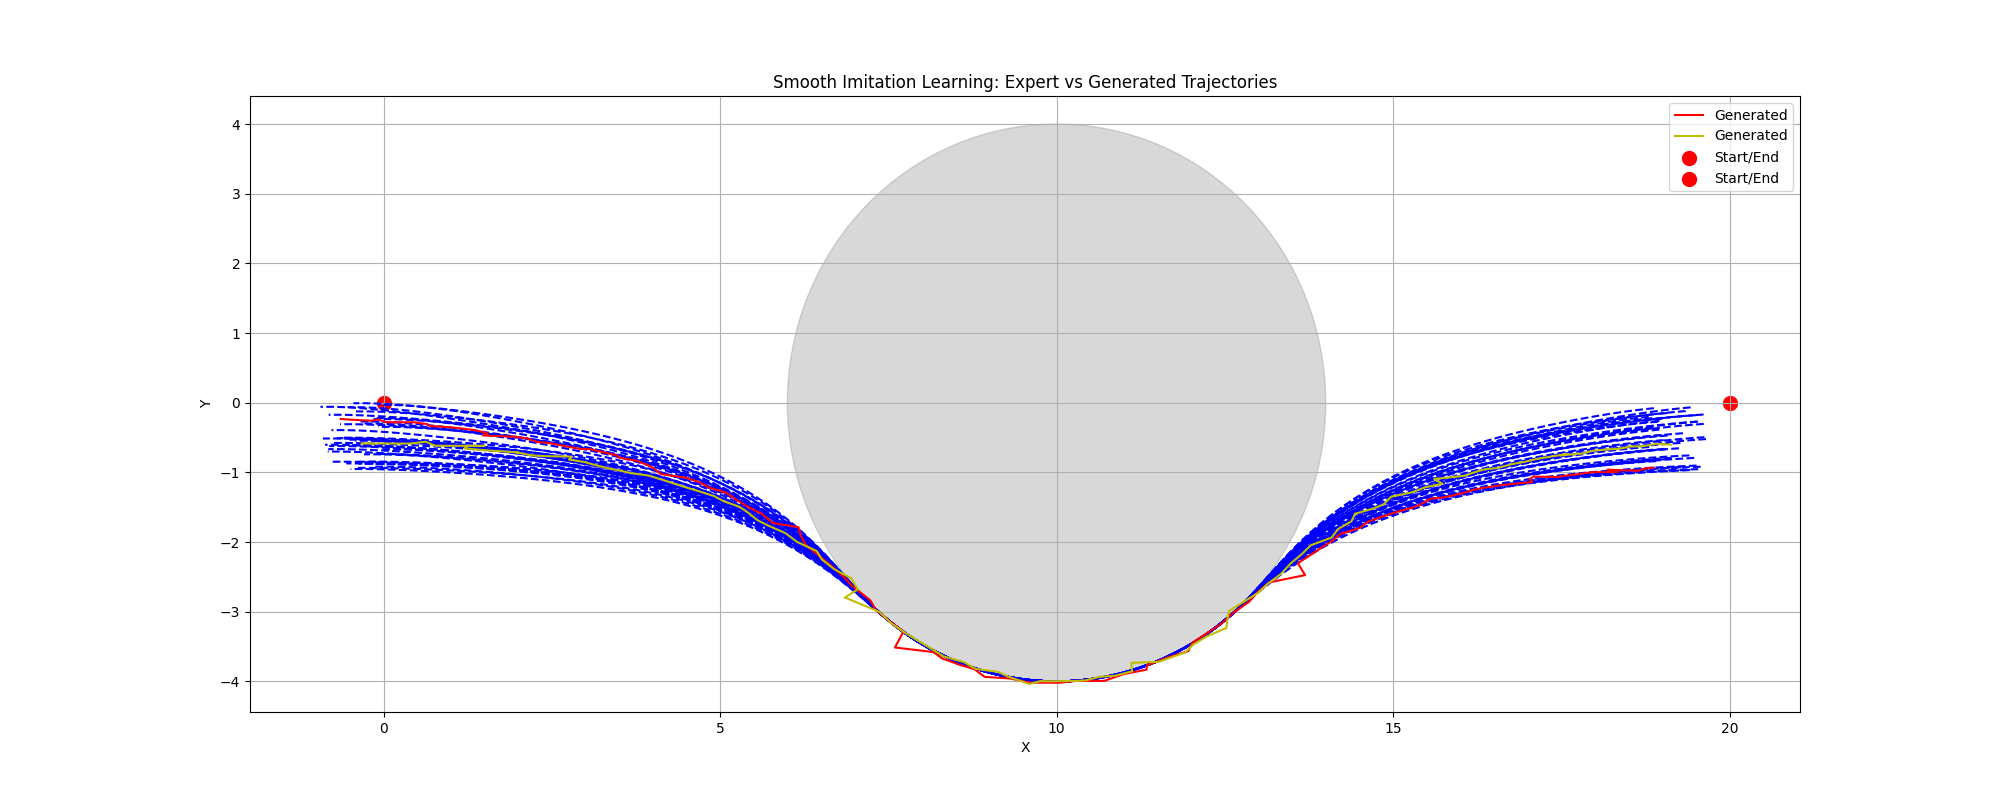 Smooth Imitation Learning: Expert vs Generated Trajectories
Generated
Generated
Start/End
Start/End
4
3
2
1
0
−1
−2
−3
−4
Y
0 5 10 15 20
X